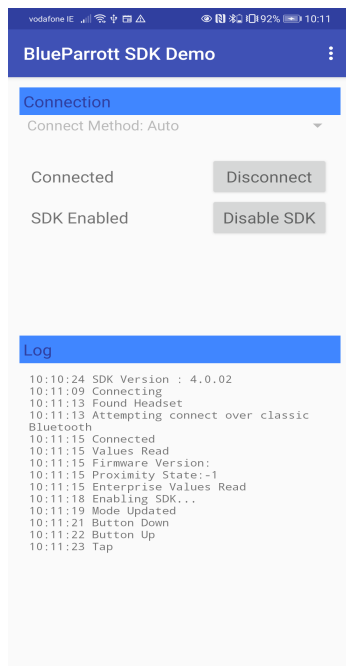 vodafone IE 92% 10:11
BlueParrott SDK Demo
Connection
Connect Method: Auto
Connected Disconnect
SDK Enabled Disable SDK
Log
10:10:24 SDK Version : 4.0.02
10:11:09 Connecting
10:11:13 Found Headset
10:11:13 Attempting connect over classic
Bluetooth
10:11:15 Connected
10:11:15 Values Read
10:11:15 Firmware Version:
10:11:15 Proximity State:-1
10:11:15 Enterprise Values Read
10:11:18 Enabling SDK...
10:11:19 Mode Updated
10:11:21 Button Down
10:11:22 Button Up
10:11:23 Tap